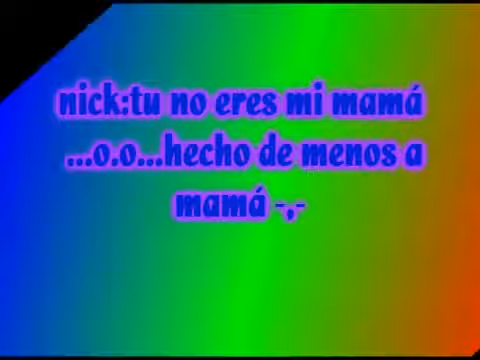 nick:tu no eres mi mamá
...o.o...hecho de menos a
mamá -,-